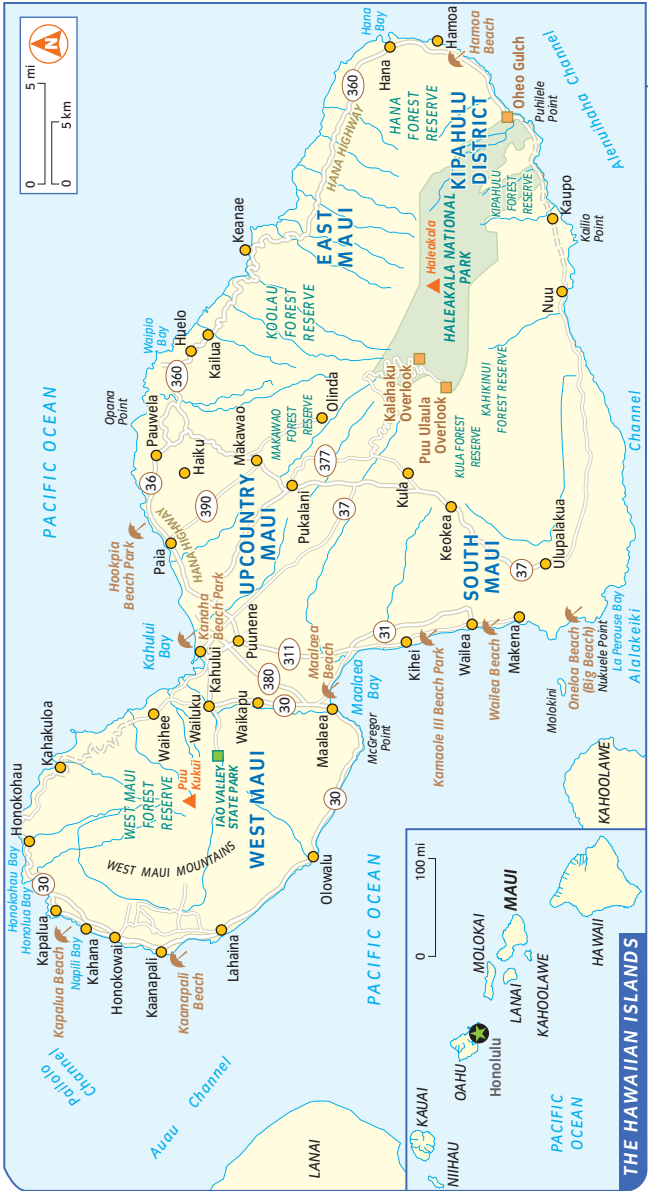 Pailolo
Channel
Auau Channel
LANAI
Honokohau Bay
Honolua Bay
Kapalua Beach
Napili Bay
Kapalua
Kahana
Honokowai
Kaanapali
Kaanapali
Beach
Lahaina
30
Honokohau
Kahakuloa
Waihee
WEST MAUI
FOREST
RESERVE
Puu
Kukui
WEST MAUI MOUNTAINS
IAO VALLEY
STATE PARK
WEST MAUI
Olowalu
30
Wailuku
Waikapu
Maalaea
McGregor
Point
PACIFIC OCEAN
Kahului
Bay
Kanaha
Beach Park
Kahului
Puunene
380
30
311
Maalaea
Beach
Maalaea
Bay
31
Kihei
Kamaole III Beach Park
Wailea
Wailea Beach
Makena
Molokini
Oneloa Beach
(Big Beach)
Nukuele Point
La Perouse Bay
Alalakeiki
Channel
KAHOOLAWE
PACIFIC OCEAN
Hookpia
Beach Park
Paia
HANA HIGHWAY
36
390
Pauwela
Opana
Point
Haiku
Makawao
UPCOUNTRY
MAUI
Pukalani
MAKAWAO
FOREST
RESERVE
Olinda
377
37
Kula
Keokea
SOUTH
MAUI
37
Ulupalakua
Waipio
Bay
Huelo
360
Kailua
KOOLAU
FOREST
RESERVE
Keanae
EAST
MAUI
Kalahaku
Overlook
Puu Ulaula
Overlook
KULA FOREST
RESERVE
KAHIKINUI
FOREST RESERVE
Haleakala
HALEAKALA NATIONAL
PARK
HANA HIGHWAY
360
Hana
Bay
Hana
Hamoa
Hamoa
Beach
HANA
FOREST
RESERVE
KIPAHULU
DISTRICT
KIPAHULU
FOREST
RESERVE
Oheo Gulch
Puhilele
Point
Alenuihaha Channel
Kaupo
Kailio
Point
Nuu
N
0 5 mi
0 5 km
0 100 mi
KAUAI
NIIHAU
OAHU
Honolulu
MOLOKAI
MAUI
LANAI
KAHOOLAWE
HAWAII
PACIFIC
OCEAN
THE HAWAIIAN ISLANDS